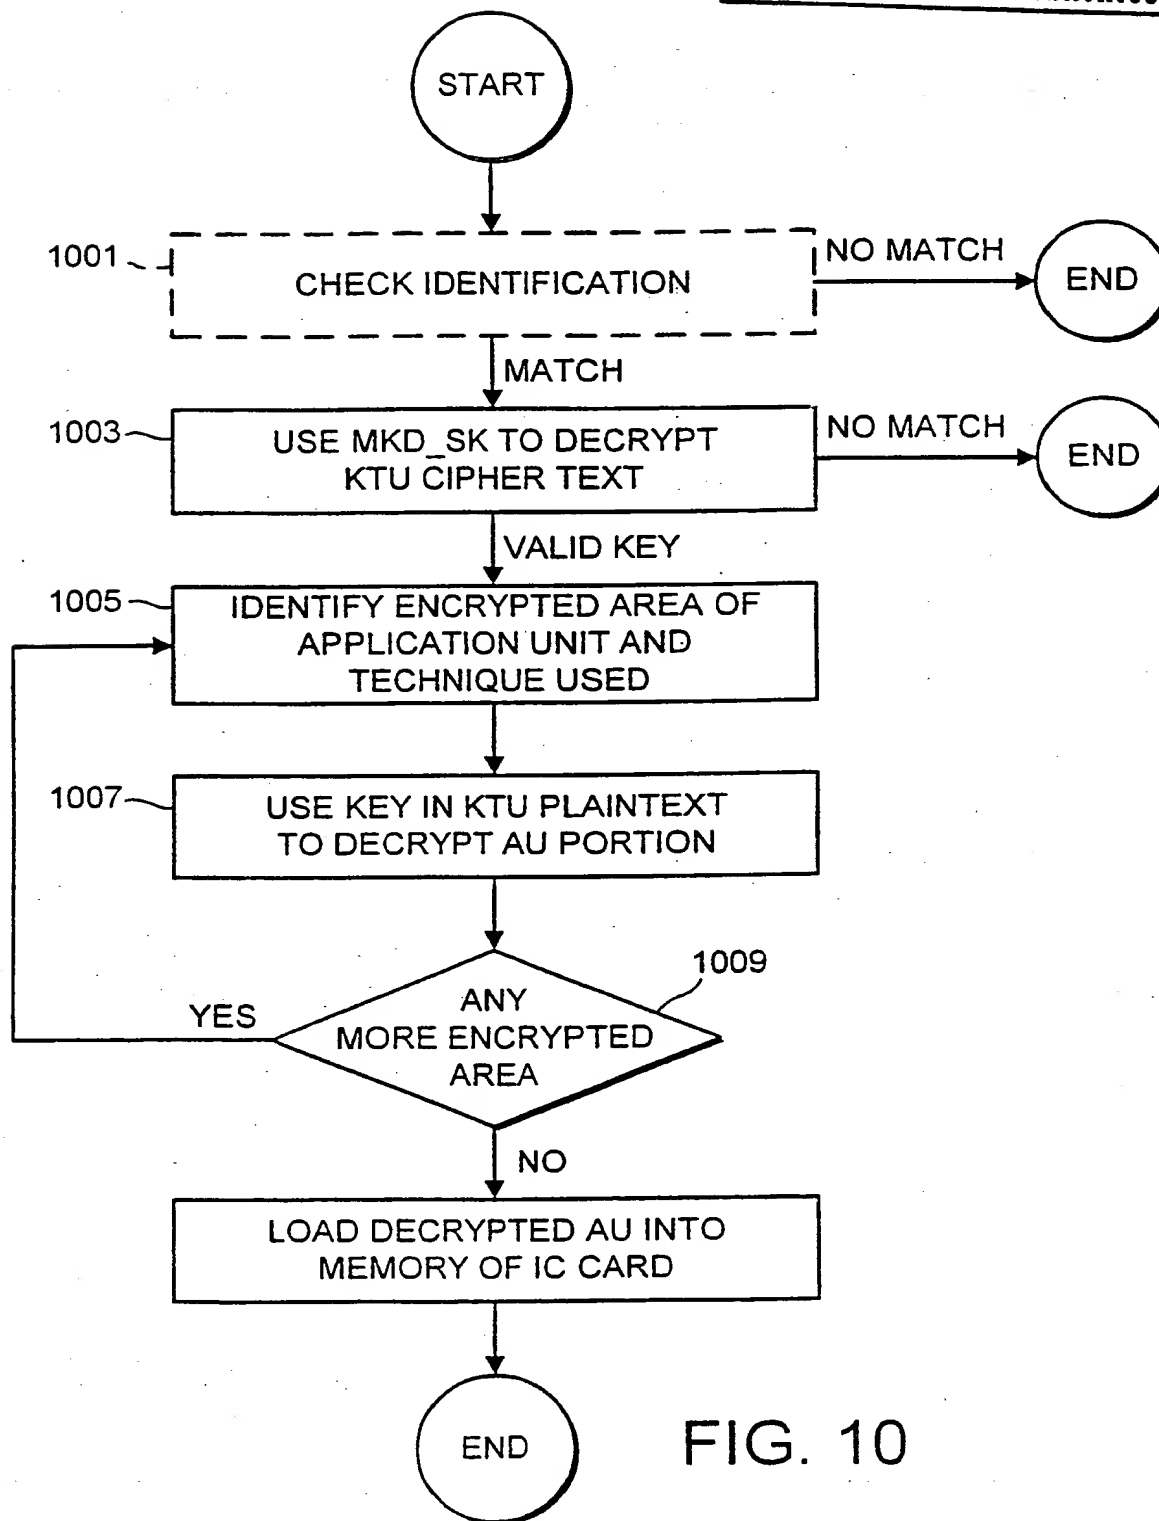 START
1001
CHECK IDENTIFICATION
NO MATCH
END
MATCH
1003
USE MKD_SK TO DECRYPT
KTU CIPHER TEXT
NO MATCH
END
VALID KEY
1005
IDENTIFY ENCRYPTED AREA OF
APPLICATION UNIT AND
TECHNIQUE USED
1007
USE KEY IN KTU PLAINTEXT
TO DECRYPT AU PORTION
1009
YES
ANY
MORE ENCRYPTED
AREA
NO
LOAD DECRYPTED AU INTO
MEMORY OF IC CARD
END
FIG. 10